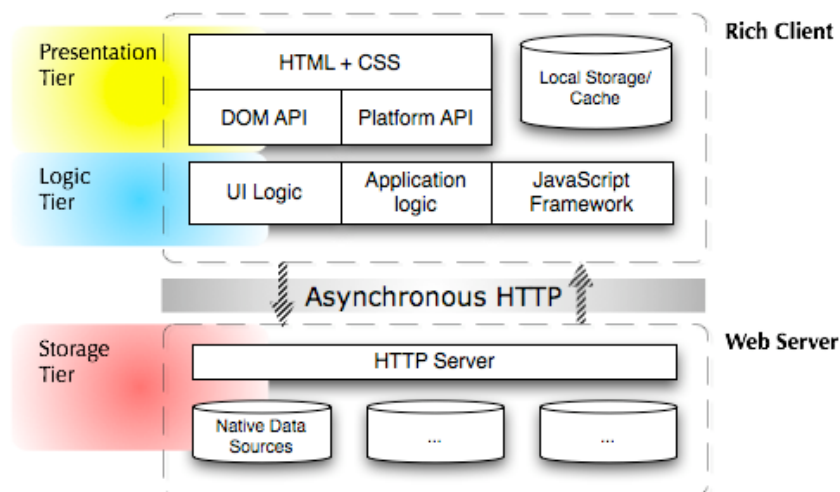 Presentation
Tier
HTML + CSS
Local Storage/
Cache
Rich Client
DOM API
Platform API
Logic
Tier
UI Logic
Application
logic
JavaScript
Framework
Asynchronous HTTP
Storage
Tier
HTTP Server
Web Server
Native Data
Sources
...
...